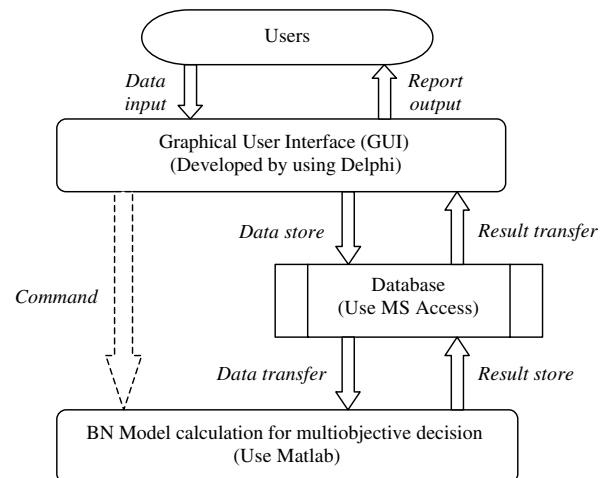 Users
Data
input
Report
output
Graphical User Interface (GUI)
(Developed by using Delphi)
Data store
Result transfer
Command
Database
(Use MS Access)
Data transfer
Result store
BN Model calculation for multiobjective decision
(Use Matlab)